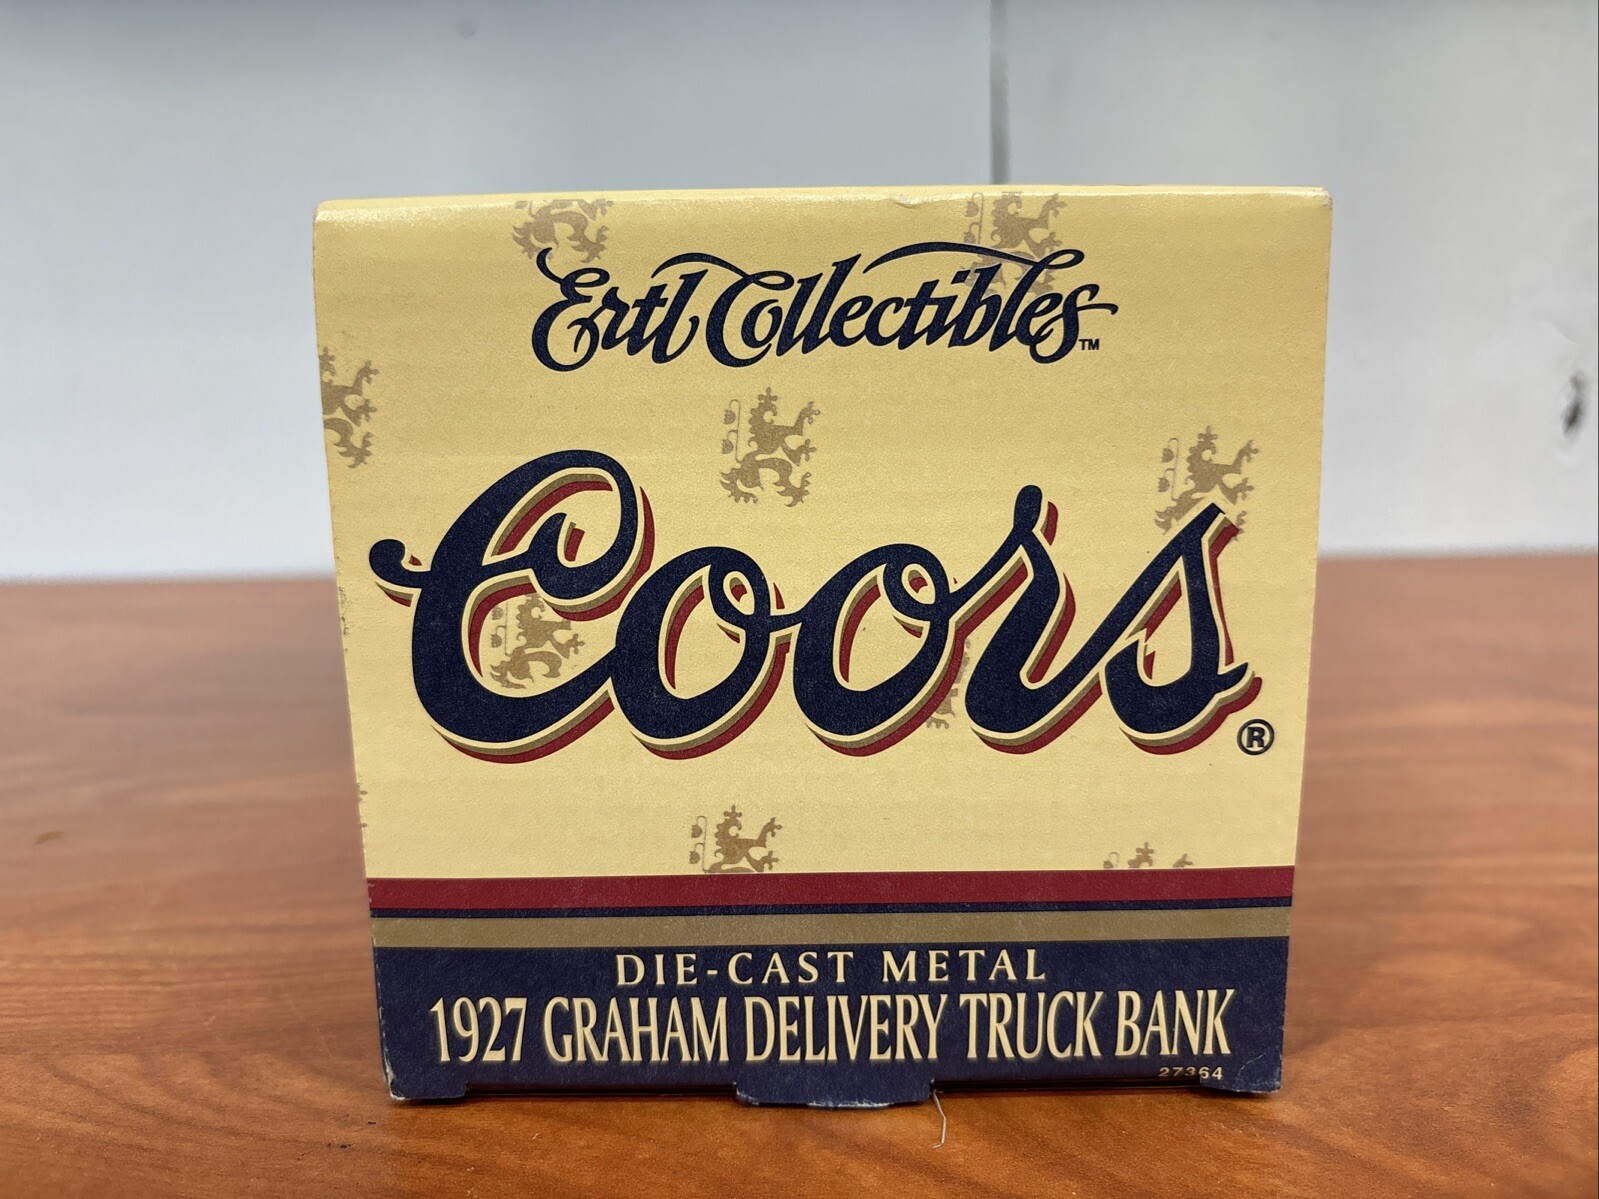 Ertl Collectibles™
Coors®
DIE-CAST METAL
1927 GRAHAM DELIVERY TRUCK BANK
27364